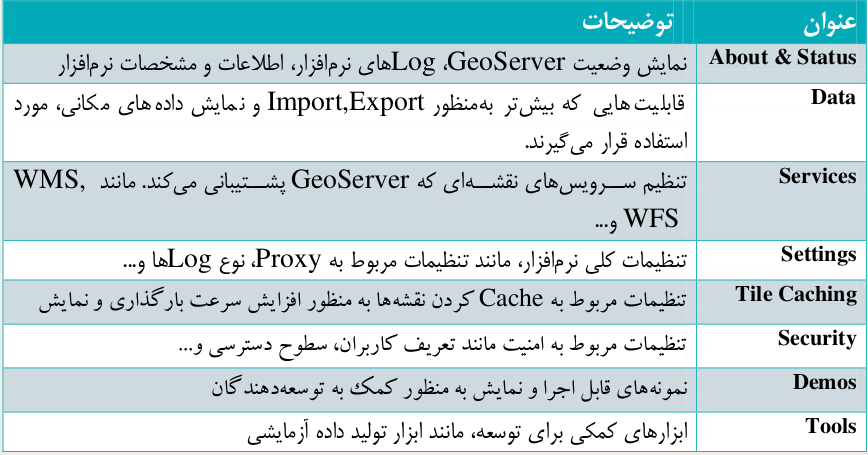 عنوان توضیحات
About & Status نمایش وضعیت GeoServer، Logهای نرم‌افزار، اطلاعات و مشخصات نرم‌افزار
Data قابلیت‌هایی که بیش‌تر به‌منظور Import,Export و نمایش داده‌های مکانی، مورد
استفاده قرار می‌گیرند.
Services تنظیم سرویس‌های نقشه‌ای که GeoServer پشتیبانی می‌کند. مانند WMS,
WFS و...
Settings تنظیمات کلی نرم‌افزار، مانند تنظیمات مربوط به Proxy، نوع Logها و...
Tile Caching تنظیمات مربوط به Cache کردن نقشه‌ها به منظور افزایش سرعت بارگذاری و نمایش
Security تنظیمات مربوط به امنیت مانند تعریف کاربران، سطوح دسترسی و...
Demos نمونه‌های قابل اجرا و نمایش به منظور کمک به توسعه‌دهندگان
Tools ابزارهای کمکی برای توسعه، مانند ابزار تولید داده آزمایشی